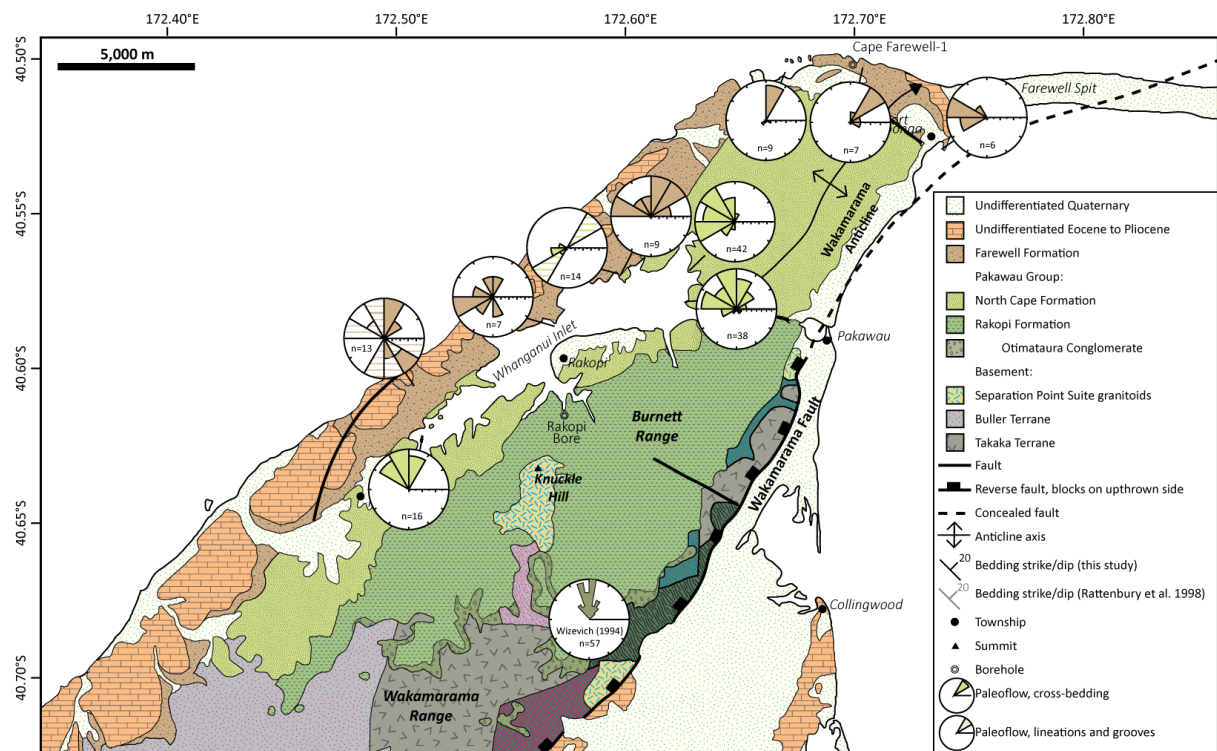 172.40°E
172.50°E
172.60°E
172.70°E
172.80°E
40.50°S
40.55°S
40.60°S
40.65°S
40.70°S
5,000 m
Cape Farewell-1
Farewell Spit
n=9
n=7
n=6
Wakamarama
Anticline
n=9
n=42
n=14
n=7
n=38
n=13
Whanganui Inlet
Rakopi
Pakawau
Rakopi
Bore
Burnett
Range
Wakamarama Fault
Knuckle
Hill
n=16
Wizevich (1994)
n=57
Collingwood
Wakamarama
Range
Undifferentiated Quaternary
Undifferentiated Eocene to Pliocene
Farewell Formation
Pakawau Group:
North Cape Formation
Rakopi Formation
Otimataura Conglomerate
Basement:
Separation Point Suite granitoids
Buller Terrane
Takaka Terrane
Fault
Reverse fault, blocks on upthrown side
Concealed fault
Anticline axis
20
Bedding strike/dip (this study)
20
Bedding strike/dip (Rattenbury et al. 1998)
Township
Summit
Borehole
Paleoflow, cross-bedding
Paleoflow, lineations and grooves